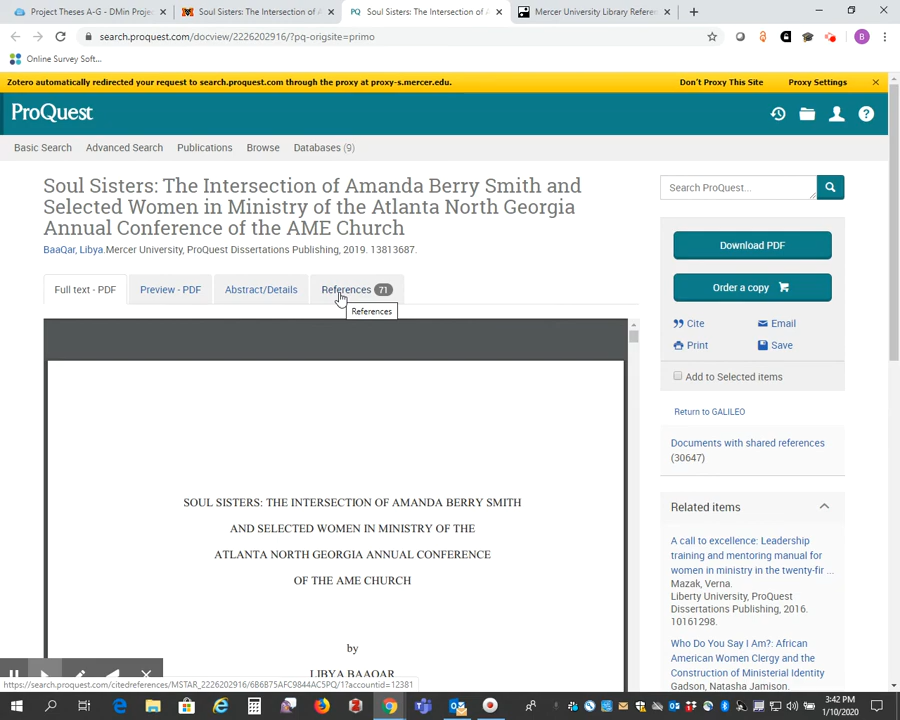 Project Theses A-G - DMin Proje
Soul Sisters: The Intersection of A
PQ Soul Sisters: The Intersection of A
Mercer University Library Refere
search.proquest.com/docview/2226202916/?pq-origsite=primo
B
Online Survey Soft...
Zotero automatically redirected your request to search.proquest.com through the proxy at proxy-s.mercer.edu.
Don't Proxy This Site
Proxy Settings
ProQuest
Basic Search
Advanced Search
Publications
Browse
Databases (9)
Soul Sisters: The Intersection of Amanda Berry Smith and
Selected Women in Ministry of the Atlanta North Georgia
Annual Conference of the AME Church
BaaQar, Libya.Mercer University, ProQuest Dissertations Publishing, 2019. 13813687.
Search ProQuest...
Download PDF
Full text - PDF
Preview - PDF
Abstract/Details
References 71
References
Order a copy
Cite
Email
Print
Save
Add to Selected items
Return to GALILEO
Documents with shared references
(30647)
SOUL SISTERS: THE INTERSECTION OF AMANDA BERRY SMITH
AND SELECTED WOMEN IN MINISTRY OF THE
ATLANTA NORTH GEORGIA ANNUAL CONFERENCE
OF THE AME CHURCH
by
LIBYA BAAQAR
Related items
A call to excellence: Leadership
training and mentoring manual for
women in ministry in the twenty-fir ...
Mazak, Verna.
Liberty University, ProQuest
Dissertations Publishing, 2016.
10161298.
Who Do You Say I Am?: African
American Women Clergy and the
Construction of Ministerial Identity
Gadson, Natasha Jamison.
https://search.proquest.com/citedreferences/MSTAR_2226202916/6B6B75AFC9844AC5PQ/1?accountid=12381
3:42 PM
1/10/2020